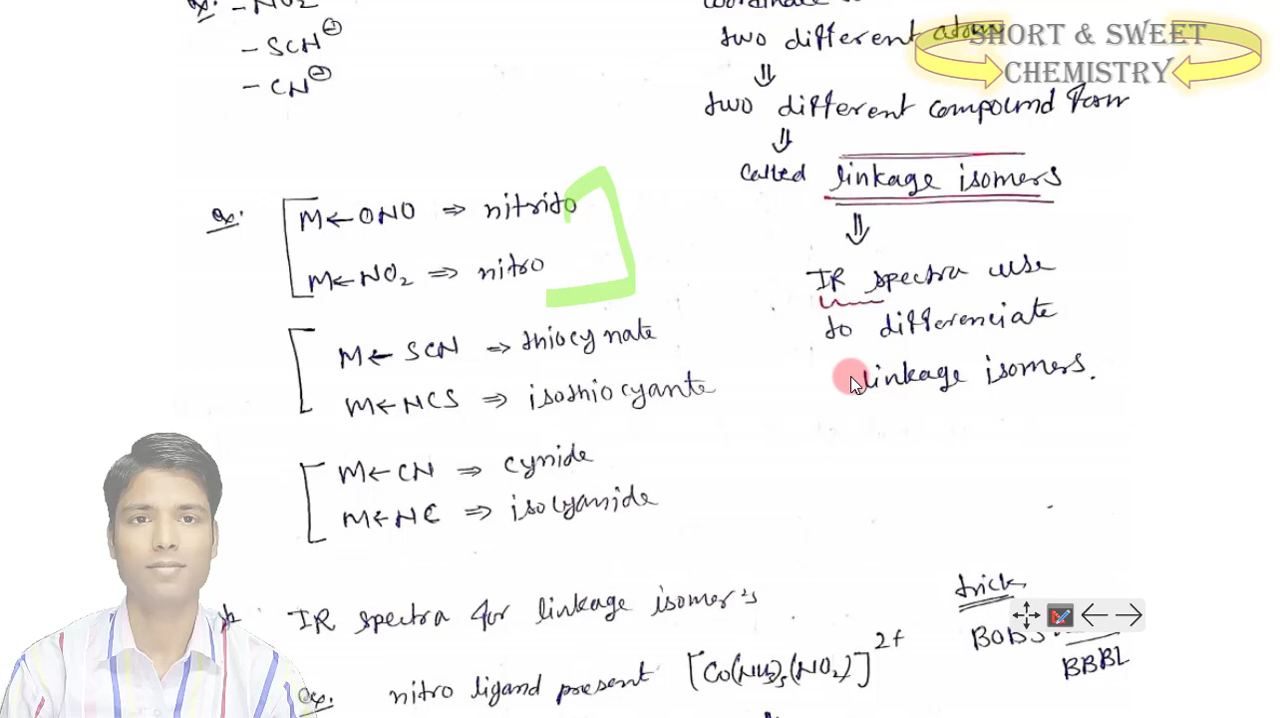 Ex: - NO2
- SCN⊖
- CN⊖
two different atom
⇓
two different compound form
⇓
Called linkage isomers
⇓
IR spectra use
to differenciate
linkage isomers.
SHORT & SWEET
CHEMISTRY
Ex: M←ONO ⇒ nitrito
M←NO2 ⇒ nitro
M←SCN ⇒ thiocynate
M←NCS ⇒ isothiocyante
M←CN ⇒ cynide
M←NC ⇒ isocyanide
IR spectra for linkage isomer's
Ex. nitro ligand present [Co(NH3)5(NO2)]2+
trick
BBBL